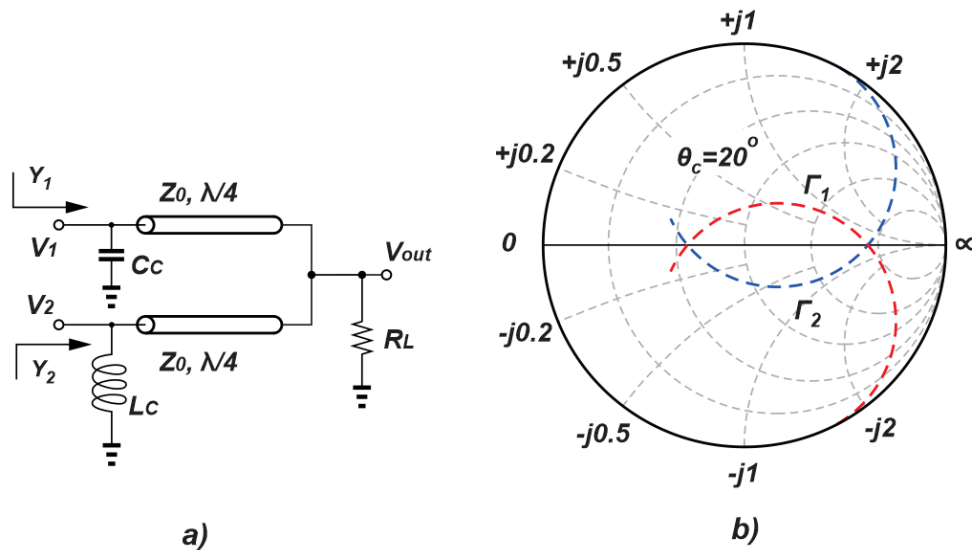 Y1
Z0, λ/4
V1
CC
Vout
V2
Z0, λ/4
RL
Y2
LC
a)
+j1
+j0.5
+j2
θc=20°
+j0.2
Γ1
0
∞
Γ2
-j0.2
-j0.5
-j2
-j1
b)